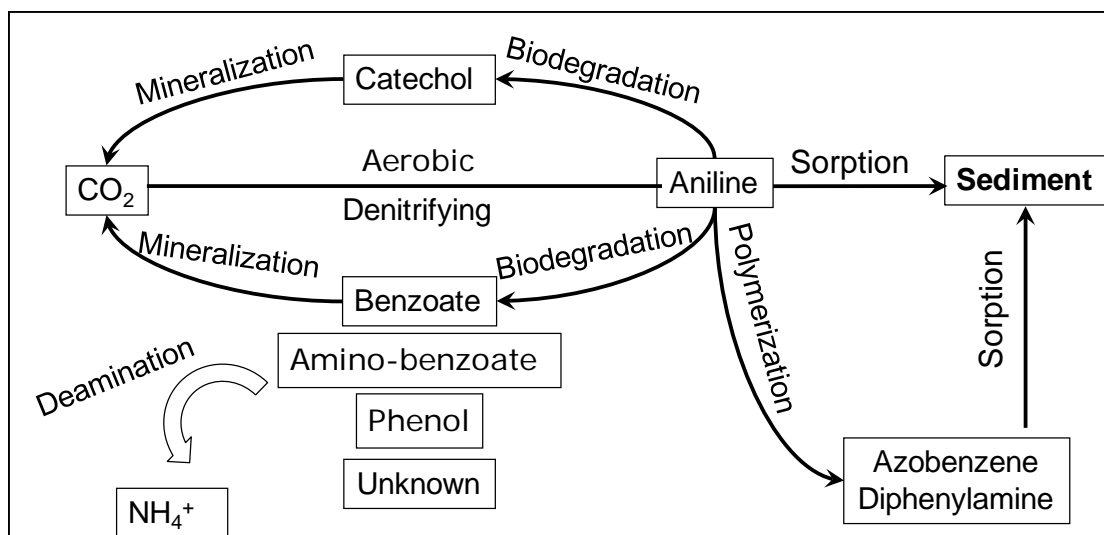 Mineralization
Catechol
Biodegradation
CO₂
Aerobic
Denitrifying
Aniline
Sorption
Sediment
Mineralization
Biodegradation
Benzoate
Amino-benzoate
Phenol
Unknown
Deamination
NH₄⁺
Polymerization
Sorption
Azobenzene
Diphenylamine